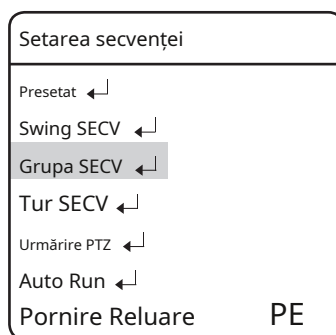 Setarea secvenței
Presetat
Swing SECV
Grupa SECV
Tur SECV
Urmărire PTZ
Auto Run
Pornire Reluare PE